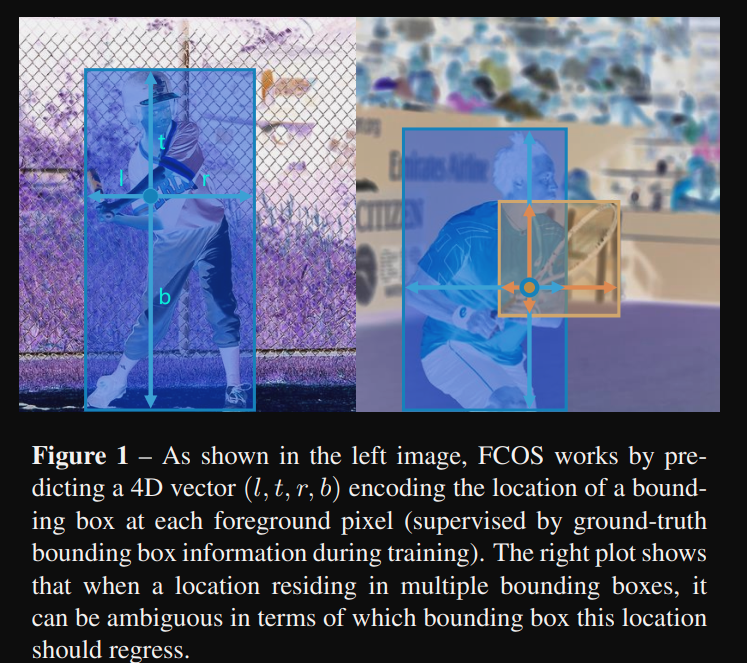 t
l
r
b
Emirates Airline
CITIZEN
Figure 1 – As shown in the left image, FCOS works by pre-
dicting a 4D vector (l, t, r, b) encoding the location of a bound-
ing box at each foreground pixel (supervised by ground-truth
bounding box information during training). The right plot shows
that when a location residing in multiple bounding boxes, it
can be ambiguous in terms of which bounding box this location
should regress.